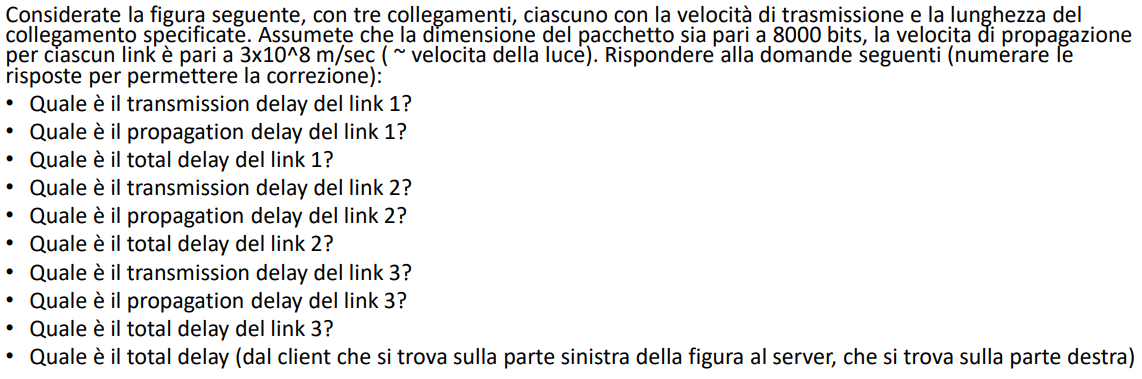 Considerate la figura seguente, con tre collegamenti, ciascuno con la velocità di trasmissione e la lunghezza del
collegamento specificate. Assumete che la dimensione del pacchetto sia pari a 8000 bits, la velocita di propagazione
per ciascun link è pari a 3x10^8 m/sec ( ~ velocita della luce). Rispondere alla domande seguenti (numerare le
risposte per permettere la correzione):
• Quale è il transmission delay del link 1?
• Quale è il propagation delay del link 1?
• Quale è il total delay del link 1?
• Quale è il transmission delay del link 2?
• Quale è il propagation delay del link 2?
• Quale è il total delay del link 2?
• Quale è il transmission delay del link 3?
• Quale è il propagation delay del link 3?
• Quale è il total delay del link 3?
• Quale è il total delay (dal client che si trova sulla parte sinistra della figura al server, che si trova sulla parte destra)